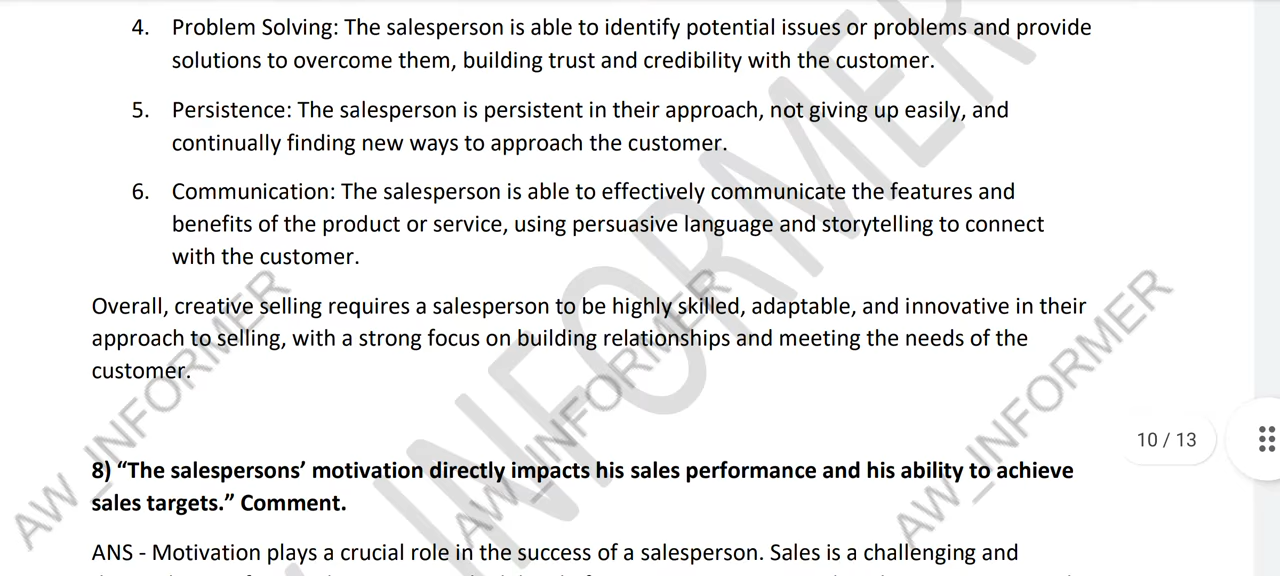 4. Problem Solving: The salesperson is able to identify potential issues or problems and provide
solutions to overcome them, building trust and credibility with the customer.
5. Persistence: The salesperson is persistent in their approach, not giving up easily, and
continually finding new ways to approach the customer.
6. Communication: The salesperson is able to effectively communicate the features and
benefits of the product or service, using persuasive language and storytelling to connect
with the customer.
Overall, creative selling requires a salesperson to be highly skilled, adaptable, and innovative in their
approach to selling, with a strong focus on building relationships and meeting the needs of the
customer.
10 / 13
8) “The salespersons’ motivation directly impacts his sales performance and his ability to achieve
sales targets.” Comment.
ANS - Motivation plays a crucial role in the success of a salesperson. Sales is a challenging and
AW_INFORMER
AW_INFORMER
AW_INFORMER
INFORMER